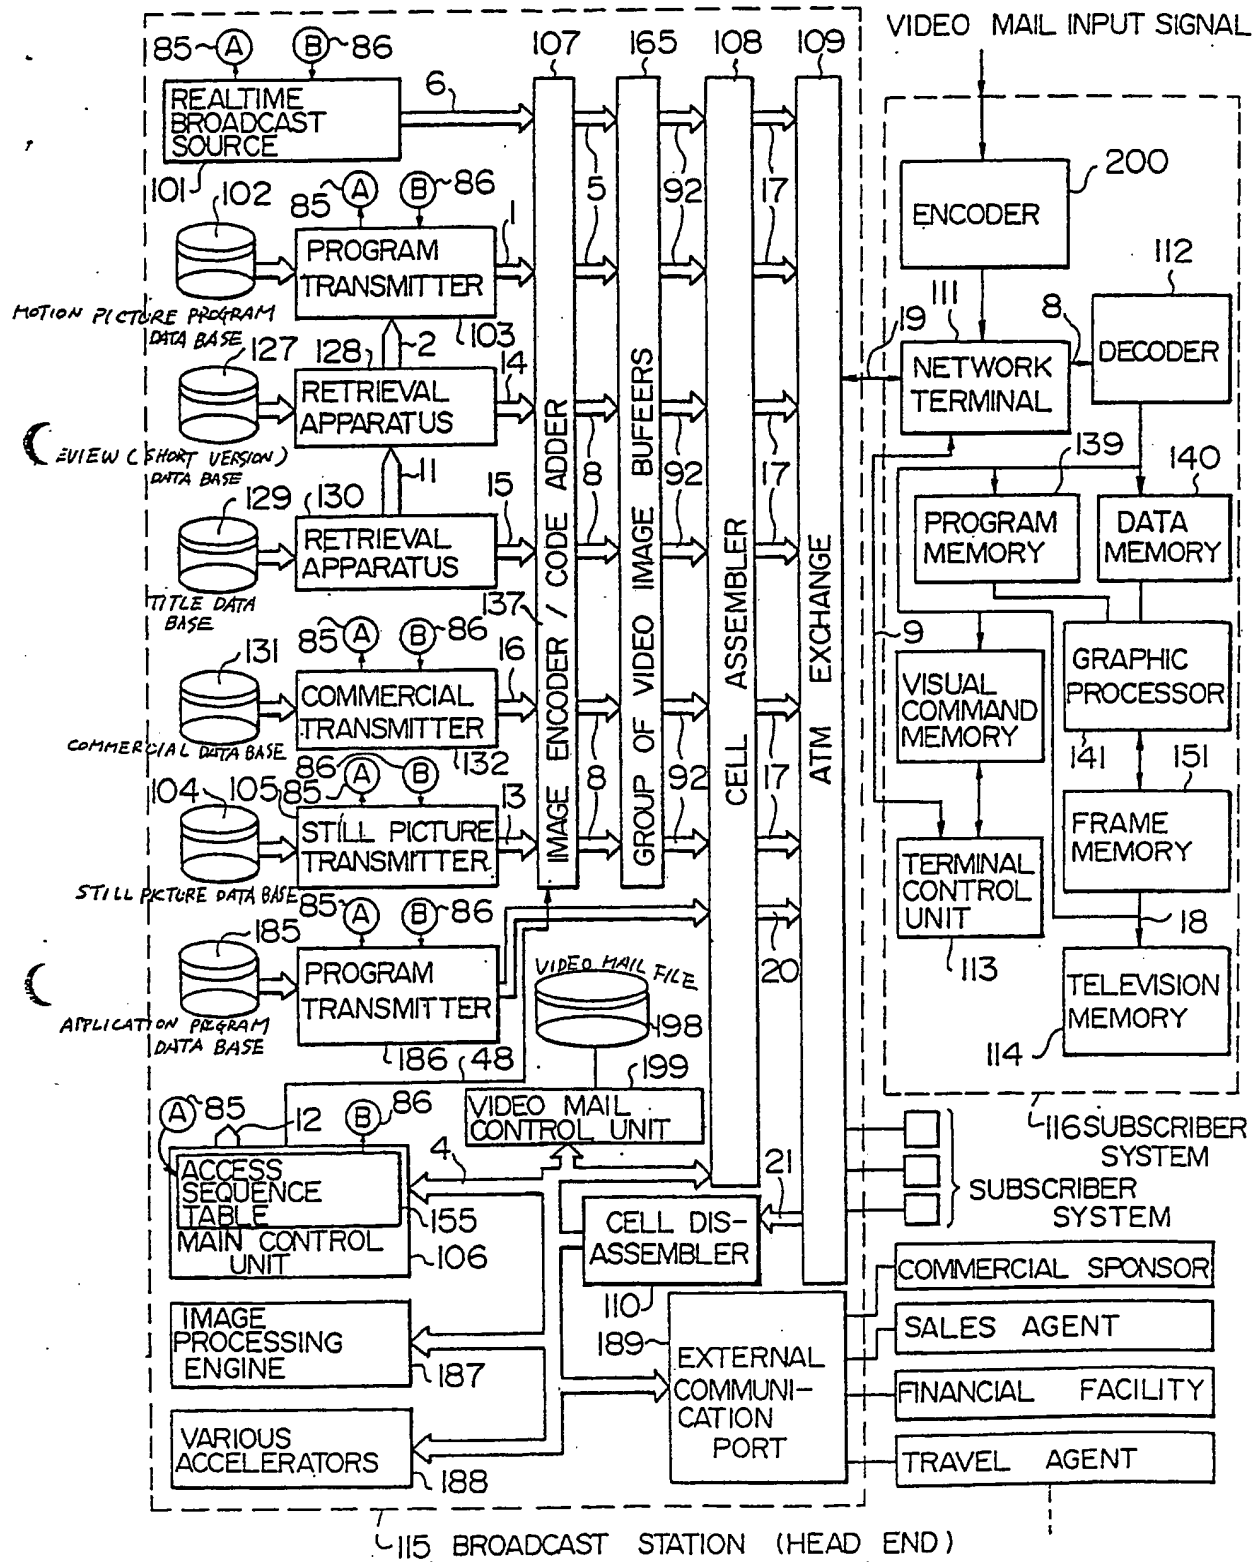 85 A B 86 107 165 108 109 VIDEO MAIL INPUT SIGNAL
REALTIME
BROADCAST
SOURCE
6
101
5 92 17
102
85 A B 86
PROGRAM
TRANSMITTER
1
103
MOTION PICTURE PROGRAM
DATA BASE
127
128
2
RETRIEVAL
APPARATUS
14
8 92 17
(SHORT VERSION)
DATA BASE
129
130
11
RETRIEVAL
APPARATUS
15
8 92 17
TITLE DATA
BASE
137
131
85 A B 86
COMMERCIAL
TRANSMITTER
16
132
8 92 17
COMMERCIAL DATA BASE
104
105
86
85 A B
STILL PICTURE
TRANSMITTER
13
STILL PICTURE DATA BASE
185
85 A B 86
PROGRAM
TRANSMITTER
186
48
20
APPLICATION PROGRAM
DATA BASE
IMAGE ENCODER / CODE ADDER
GROUP OF VIDEO IMAGE BUFFERS
CELL ASSEMBLER
ATM EXCHANGE
VIDEO MAIL FILE
198
199
VIDEO MAIL
CONTROL UNIT
A 85
12
B 86
ACCESS
SEQUENCE
TABLE
155
MAIN CONTROL
UNIT
106
4
21
CELL DIS-
ASSEMBLER
110
IMAGE
PROCESSING
ENGINE
187
VARIOUS
ACCELERATORS
188
189
EXTERNAL
COMMUNI-
CATION
PORT
115 BROADCAST STATION (HEAD END)
200
ENCODER
112
111
19
8
NETWORK
TERMINAL
DECODER
139
140
PROGRAM
MEMORY
DATA
MEMORY
9
VISUAL
COMMAND
MEMORY
GRAPHIC
PROCESSOR
141
151
FRAME
MEMORY
TERMINAL
CONTROL
UNIT
113
18
TELEVISION
MEMORY
114
116 SUBSCRIBER
SYSTEM
SUBSCRIBER
SYSTEM
COMMERCIAL SPONSOR
SALES AGENT
FINANCIAL FACILITY
TRAVEL AGENT